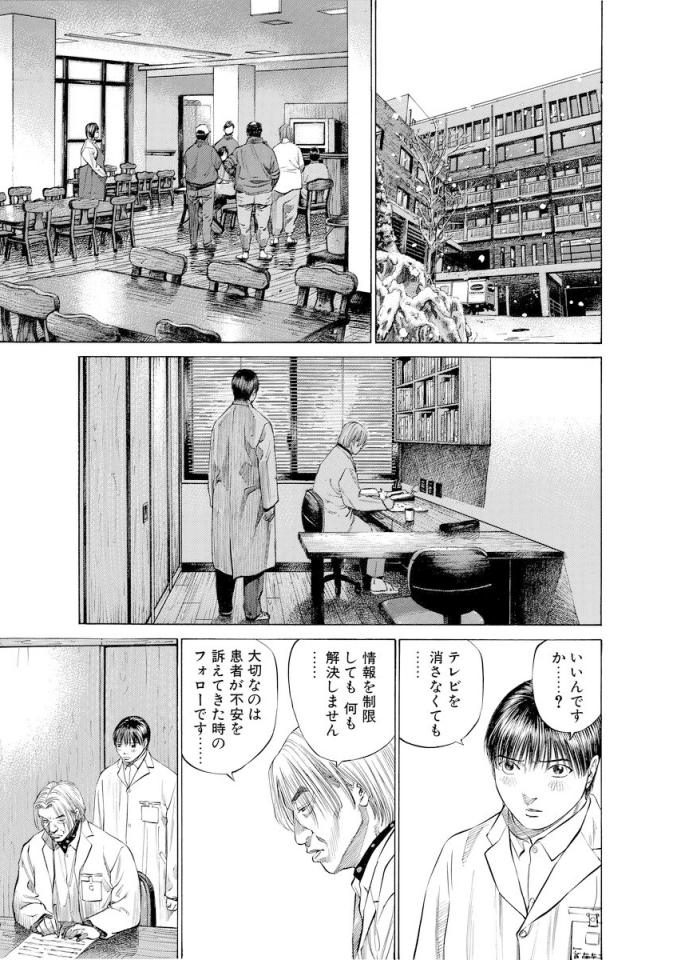 いいんです
か……？
テレビを
消さなくても
情報を制限
しても 何も
解決しません
……
大切なのは
患者が不安を
訴えてきた時の
フォローです……